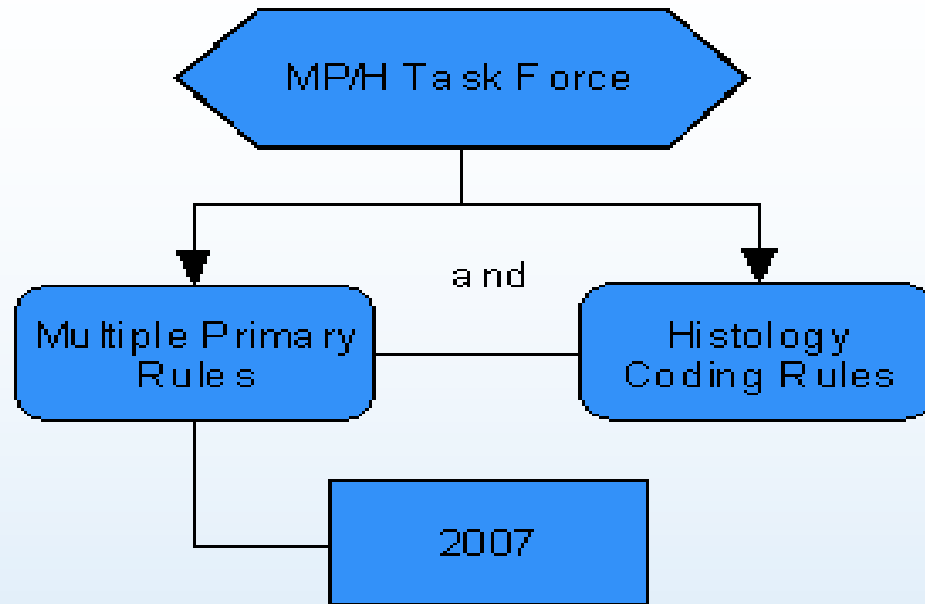 MP/H Task Force
and
Multiple Primary
Rules
Histology
Coding Rules
2007